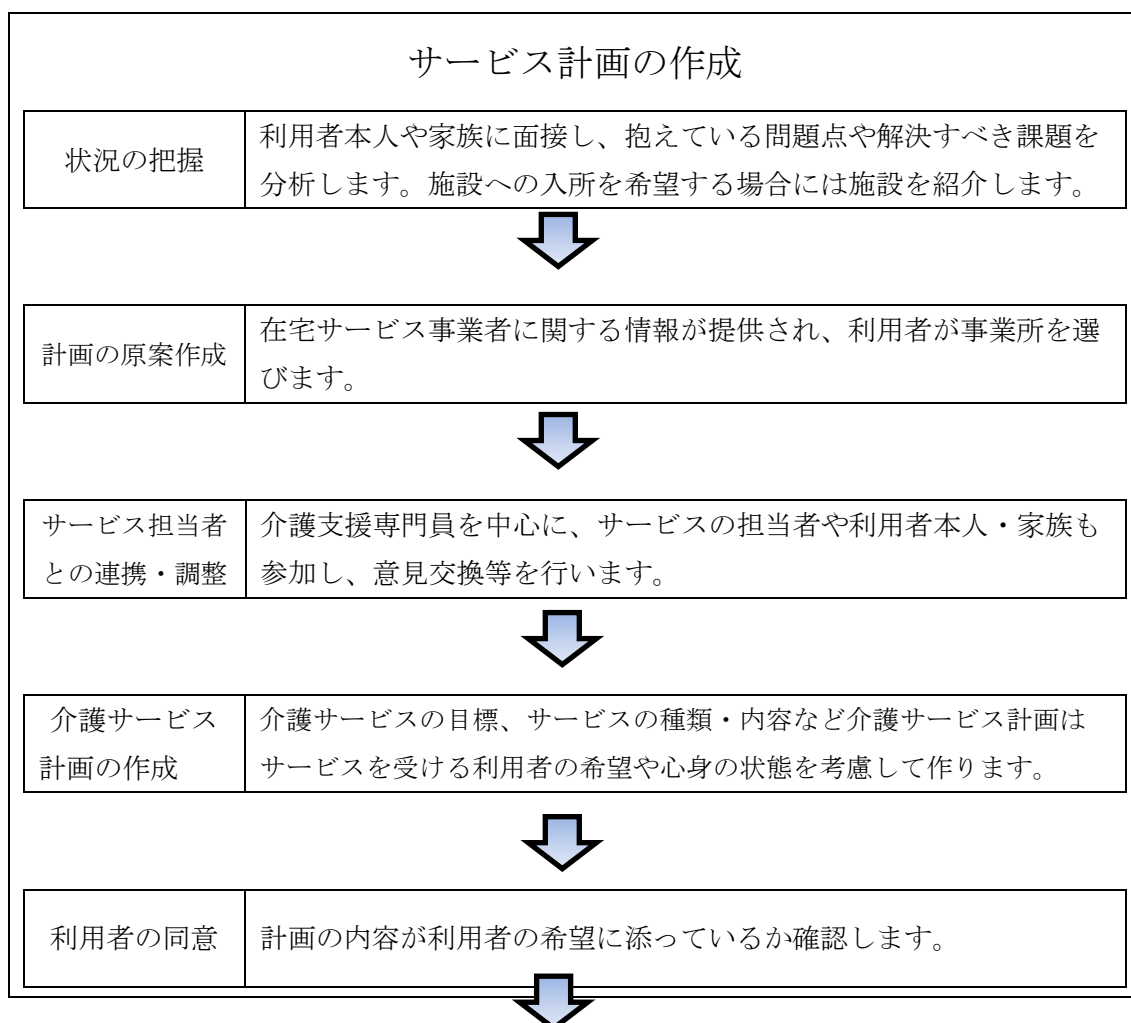 サービス計画の作成
状況の把握
利用者本人や家族に面接し、抱えている問題点や解決すべき課題を
分析します。施設への入所を希望する場合には施設を紹介します。
計画の原案作成
在宅サービス事業者に関する情報が提供され、利用者が事業所を選
びます。
サービス担当者
との連携・調整
介護支援専門員を中心に、サービスの担当者や利用者本人・家族も
参加し、意見交換等を行います。
介護サービス
計画の作成
介護サービスの目標、サービスの種類・内容など介護サービス計画は
サービスを受ける利用者の希望や心身の状態を考慮して作ります。
利用者の同意
計画の内容が利用者の希望に添っているか確認します。